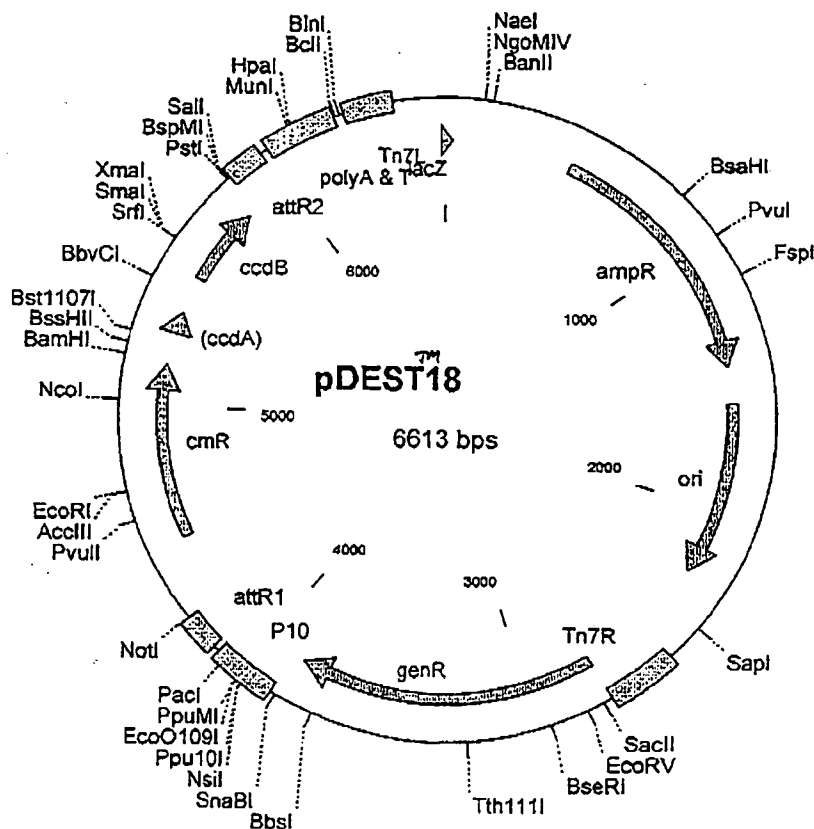 BlnI
BclI
HpaI
MunI
SalI
BspMI
PstI
XmaI
SmaI
SrfI
BbvCI
Bst1107I
BssHII
BamHI
NcoI
EcoRI
AccIII
PvuII
NotI
PacI
PpuMI
EcoO109I
Ppu10I
NsiI
SnaBI
BbsI
NaeI
NgoMIV
BanII
BsaHI
PvuI
FspI
SapI
SacII
EcoRV
BseRI
Tth111I
Tn7L
lacZ
polyA & T
attR2
ccdB
(ccdA)
cmR
attR1
P10
genR
Tn7R
ori
ampR
6000
1000
5000
2000
4000
3000
pDEST™18
6613 bps